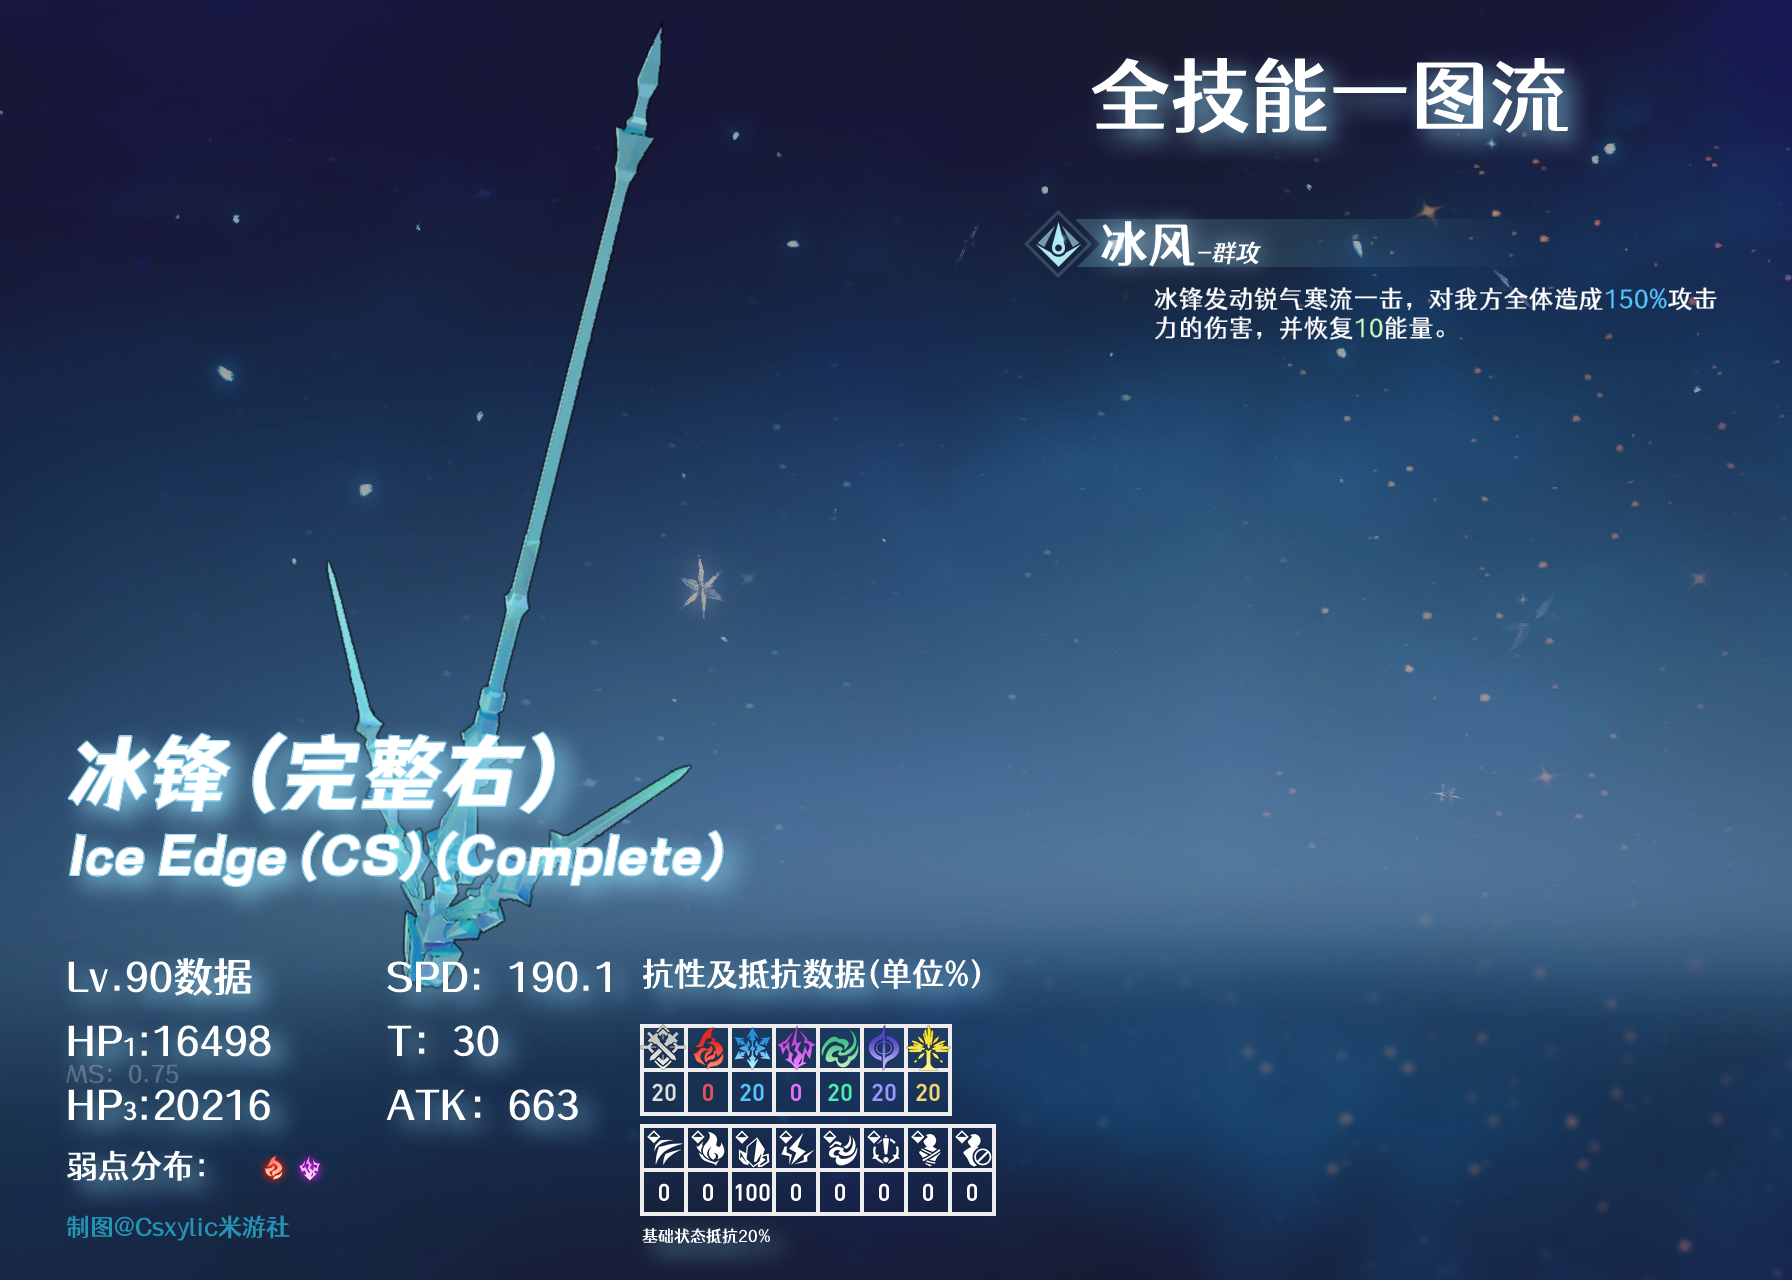 全技能一图流
冰风-群攻
冰锋发动锐气寒流一击，对我方全体造成150%攻击
力的伤害，并恢复10能量。
冰锋（完整右）
Ice Edge (CS)(Complete)
Lv.90数据
SPD：190.1
HP1:16498
T：30
MS：0.75
HP3:20216
ATK：663
弱点分布：
制图@Csxylic米游社
抗性及抵抗数据(单位%)
20 0 20 0 20 20 20
0 0 100 0 0 0 0 0
基础状态抵抗20%